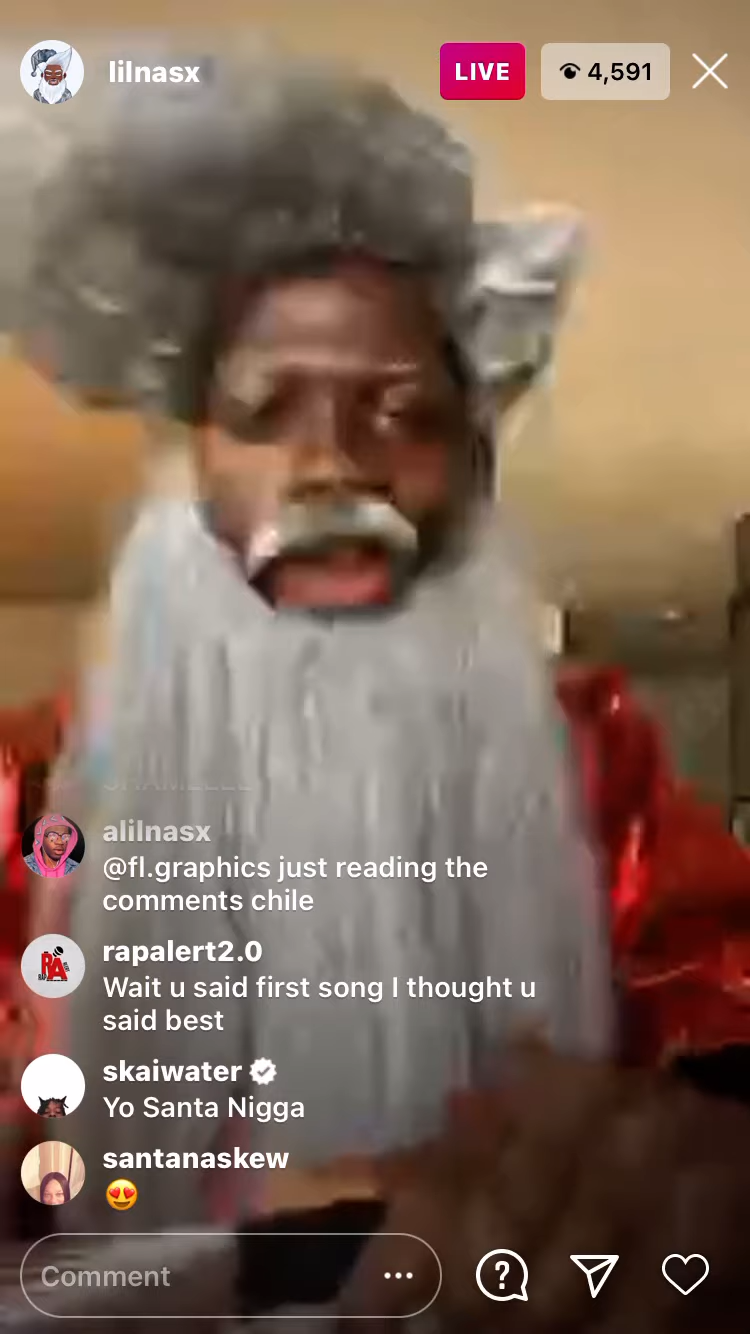 lilnasx
LIVE
4,591
alilnasx
@fl.graphics just reading the
comments chile
rapalert2.0
Wait u said first song I thought u
said best
skaiwater
Yo Santa Nigga
santanaskew
😍
Comment